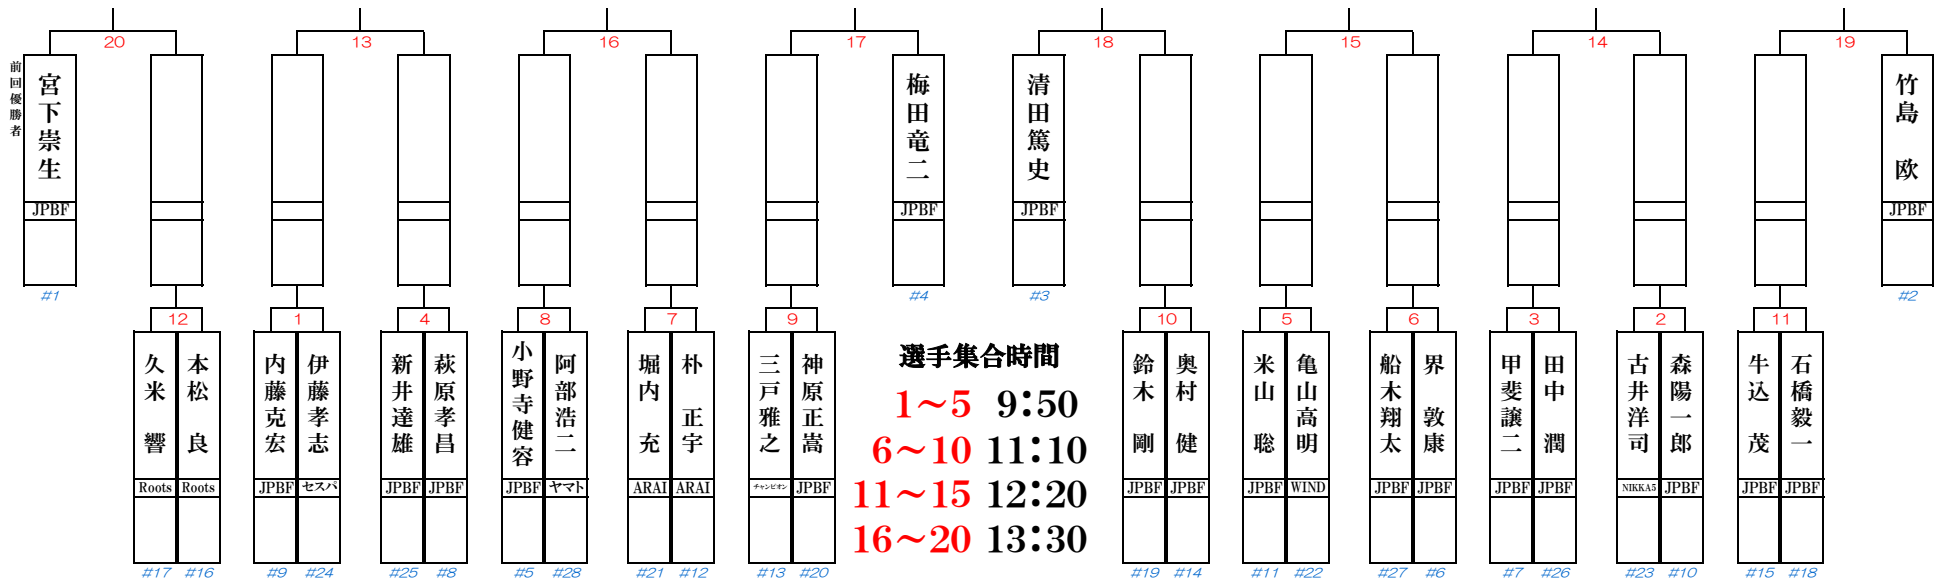 20
13
16
17
18
15
14
19
前回優勝者
宮下崇生
梅田竜二
清田篤史
竹島 欧
JPBF
JPBF
JPBF
JPBF
#1
#4
#3
#2
12
1
4
8
7
9
10
5
6
3
2
11
久米 響
本松 良
内藤克宏
伊藤孝志
新井達雄
萩原孝昌
小野寺健容
阿部浩二
堀内 充
朴 正宇
三戸雅之
神原正嵩
選手集合時間
1～5 9:50
6～10 11:10
11～15 12:20
16～20 13:30
鈴木 剛
奥村 健
米山 聡
亀山高明
船木翔太
界 敦康
甲斐譲二
田中 潤
古井洋司
森陽一郎
牛込 茂
石橋毅一
Roots
Roots
JPBF
セスパ
JPBF
JPBF
JPBF
ヤマト
ARAI
ARAI
チャンピオン
JPBF
JPBF
JPBF
JPBF
WIND
JPBF
JPBF
JPBF
JPBF
NIKKA5
JPBF
JPBF
JPBF
#17
#16
#9
#24
#25
#8
#5
#28
#21
#12
#13
#20
#19
#14
#11
#22
#27
#6
#7
#26
#23
#10
#15
#18